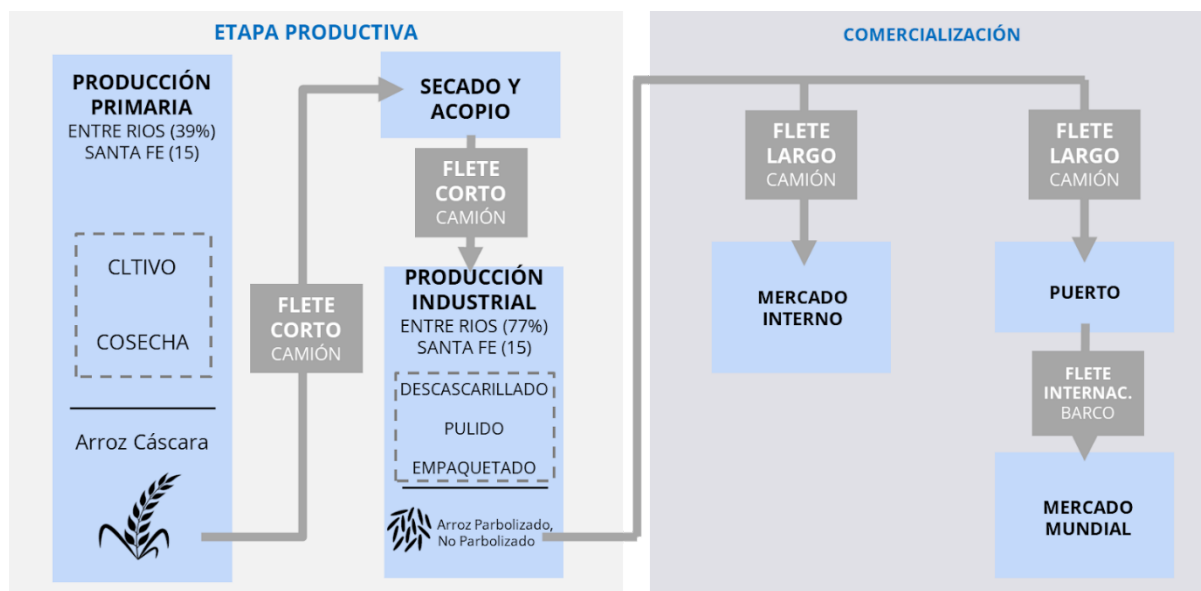 ETAPA PRODUCTIVA
PRODUCCIÓN
PRIMARIA
ENTRE RIOS (39%)
SANTA FE (15)
CLTIVO
COSECHA
Arroz Cáscara
FLETE
CORTO
CAMIÓN
SECADO Y
ACOPIO
FLETE
CORTO
CAMIÓN
PRODUCCIÓN
INDUSTRIAL
ENTRE RIOS (77%)
SANTA FE (15)
DESCASCARILLADO
PULIDO
EMPAQUETADO
Arroz Parbolizado,
No Parbolizado
COMERCIALIZACIÓN
FLETE
LARGO
CAMIÓN
MERCADO
INTERNO
FLETE
LARGO
CAMIÓN
PUERTO
FLETE
INTERNAC.
BARCO
MERCADO
MUNDIAL